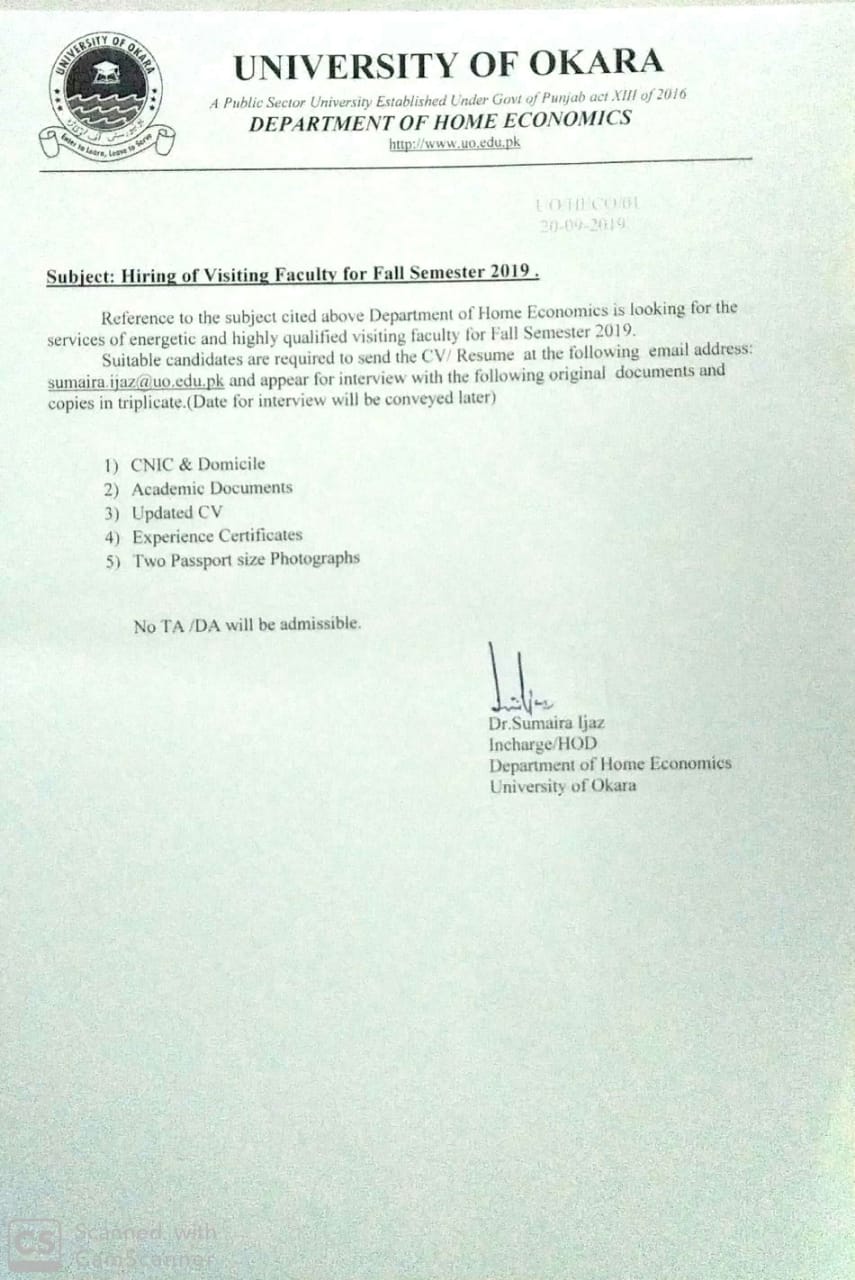 UNIVERSITY OF OKARA
UNIVERSITY OF OKARA
A Public Sector University Established Under Govt of Punjab act XIII of 2016
DEPARTMENT OF HOME ECONOMICS
http://www.uo.edu.pk
یونیورسٹی آف اوکاڑہ
Enter to Learn, Leave to Serve
UO/HECO/01
20-09-2019
Subject: Hiring of Visiting Faculty for Fall Semester 2019 .
Reference to the subject cited above Department of Home Economics is looking for the
services of energetic and highly qualified visiting faculty for Fall Semester 2019.
Suitable candidates are required to send the CV/ Resume at the following email address:
sumaira.ijaz@uo.edu.pk and appear for interview with the following original documents and
copies in triplicate.(Date for interview will be conveyed later)
1) CNIC & Domicile
2) Academic Documents
3) Updated CV
4) Experience Certificates
5) Two Passport size Photographs
No TA /DA will be admissible.
Dr.Sumaira Ijaz
Incharge/HOD
Department of Home Economics
University of Okara
CS Scanned with
CamScanner